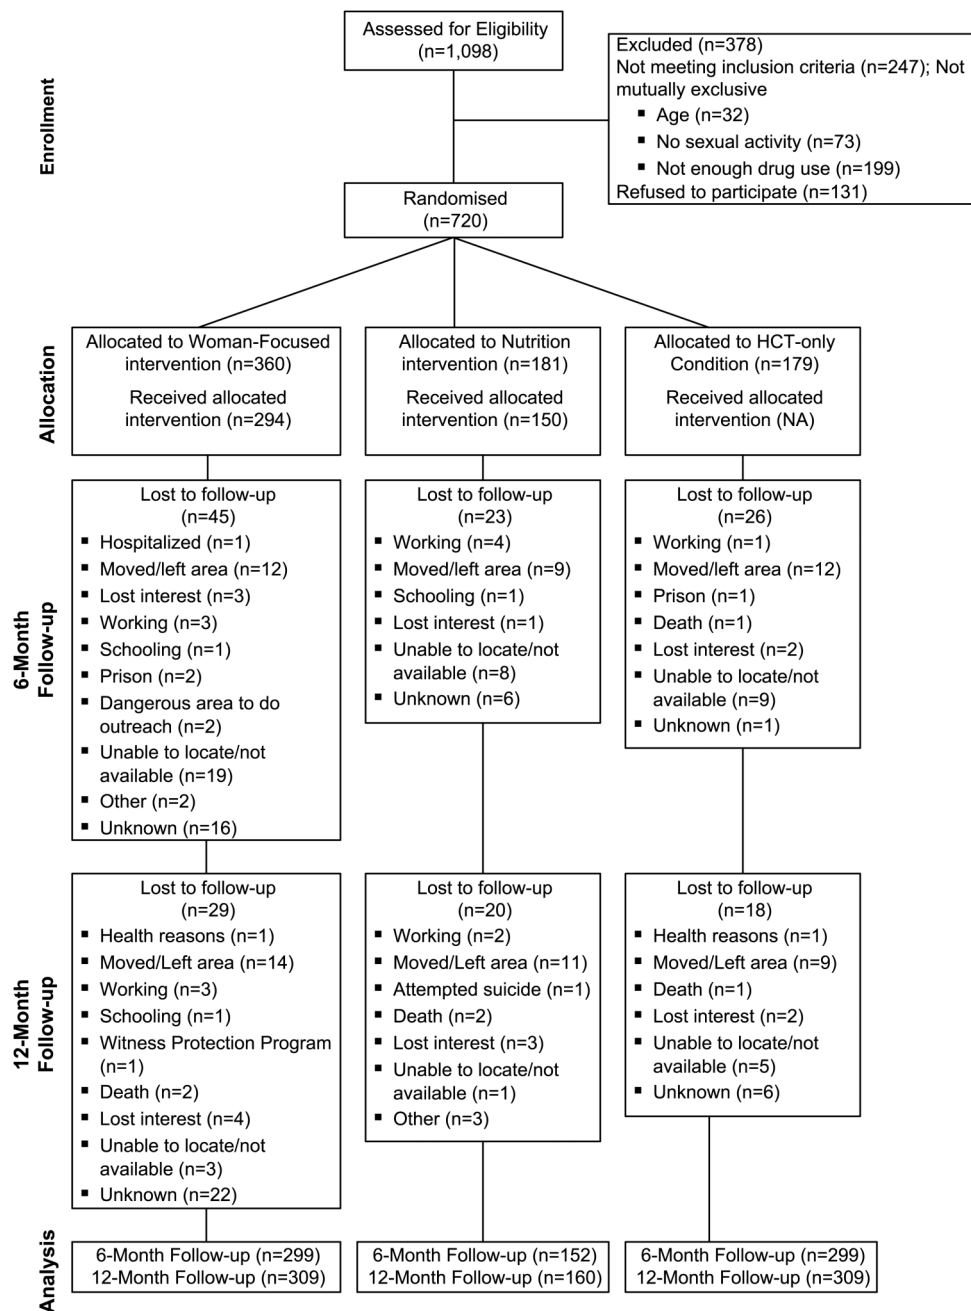 Assessed for Eligibility
(n=1,098)
Excluded (n=378)
Not meeting inclusion criteria (n=247); Not
mutually exclusive
▪ Age (n=32)
▪ No sexual activity (n=73)
▪ Not enough drug use (n=199)
Refused to participate (n=131)
Enrollment
Randomised
(n=720)
Allocation
Allocated to Woman-Focused
intervention (n=360)
Received allocated
intervention (n=294)
Allocated to Nutrition
intervention (n=181)
Received allocated
intervention (n=150)
Allocated to HCT-only
Condition (n=179)
Received allocated
intervention (NA)
6-Month
Follow-up
Lost to follow-up
(n=45)
▪ Hospitalized (n=1)
▪ Moved/left area (n=12)
▪ Lost interest (n=3)
▪ Working (n=3)
▪ Schooling (n=1)
▪ Prison (n=2)
▪ Dangerous area to do
outreach (n=2)
▪ Unable to locate/not
available (n=19)
▪ Other (n=2)
▪ Unknown (n=16)
Lost to follow-up
(n=23)
▪ Working (n=4)
▪ Moved/left area (n=9)
▪ Schooling (n=1)
▪ Lost interest (n=1)
▪ Unable to locate/not
available (n=8)
▪ Unknown (n=6)
Lost to follow-up
(n=26)
▪ Working (n=1)
▪ Moved/left area (n=12)
▪ Prison (n=1)
▪ Death (n=1)
▪ Lost interest (n=2)
▪ Unable to locate/not
available (n=9)
▪ Unknown (n=1)
12-Month
Follow-up
Lost to follow-up
(n=29)
▪ Health reasons (n=1)
▪ Moved/Left area (n=14)
▪ Working (n=3)
▪ Schooling (n=1)
▪ Witness Protection Program
(n=1)
▪ Death (n=2)
▪ Lost interest (n=4)
▪ Unable to locate/not
available (n=3)
▪ Unknown (n=22)
Lost to follow-up
(n=20)
▪ Working (n=2)
▪ Moved/Left area (n=11)
▪ Attempted suicide (n=1)
▪ Death (n=2)
▪ Lost interest (n=3)
▪ Unable to locate/not
available (n=1)
▪ Other (n=3)
Lost to follow-up
(n=18)
▪ Health reasons (n=1)
▪ Moved/Left area (n=9)
▪ Death (n=1)
▪ Lost interest (n=2)
▪ Unable to locate/not
available (n=5)
▪ Unknown (n=6)
Analysis
6-Month Follow-up (n=299)
12-Month Follow-up (n=309)
6-Month Follow-up (n=152)
12-Month Follow-up (n=160)
6-Month Follow-up (n=299)
12-Month Follow-up (n=309)